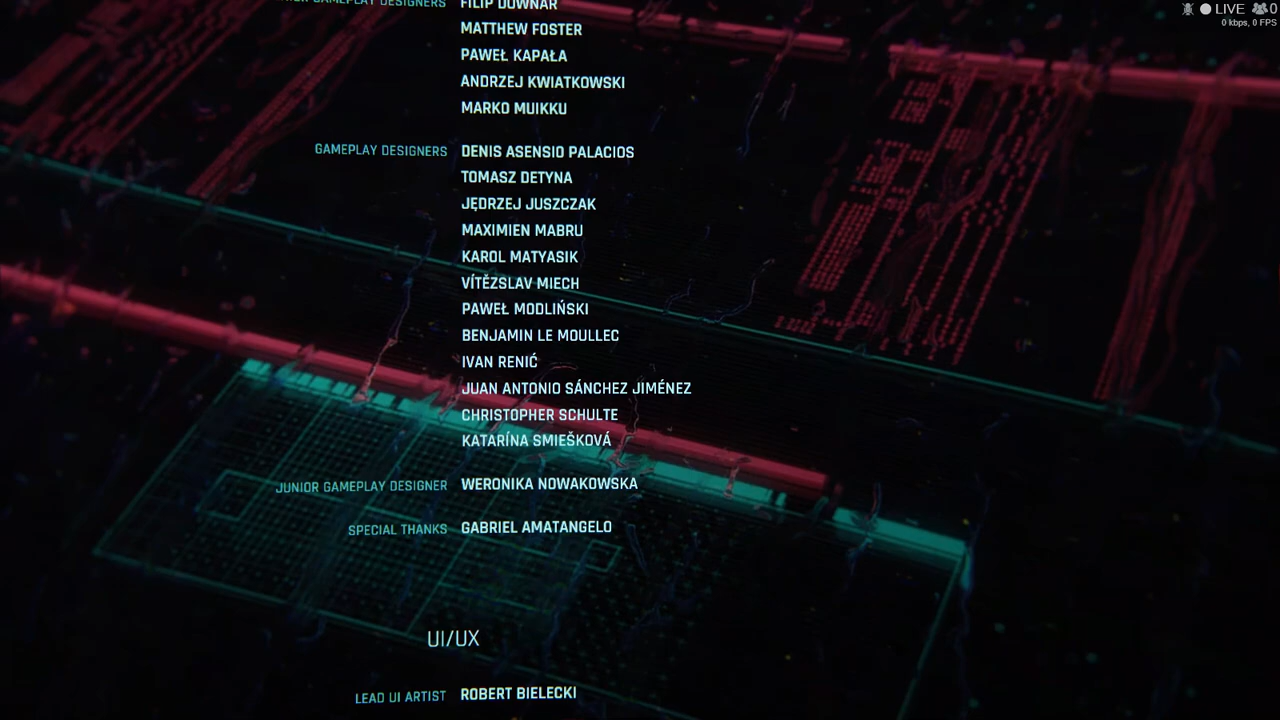 GAMEPLAY DESIGNERS FILIP DOWNAR
MATTHEW FOSTER
PAWEŁ KAPAŁA
ANDRZEJ KWIATKOWSKI
MARKO MUIKKU
GAMEPLAY DESIGNERS DENIS ASENSIO PALACIOS
TOMASZ DETYNA
JĘDRZEJ JUSZCZAK
MAXIMIEN MABRU
KAROL MATYASIK
VÍTĚZSLAV MIECH
PAWEŁ MODLIŃSKI
BENJAMIN LE MOULLEC
IVAN RENIĆ
JUAN ANTONIO SÁNCHEZ JIMÉNEZ
CHRISTOPHER SCHULTE
KATARÍNA SMIEŠKOVÁ
JUNIOR GAMEPLAY DESIGNER WERONIKA NOWAKOWSKA
SPECIAL THANKS GABRIEL AMATANGELO
UI/UX
LEAD UI ARTIST ROBERT BIELECKI
LIVE 0
0 kbps, 0 FPS